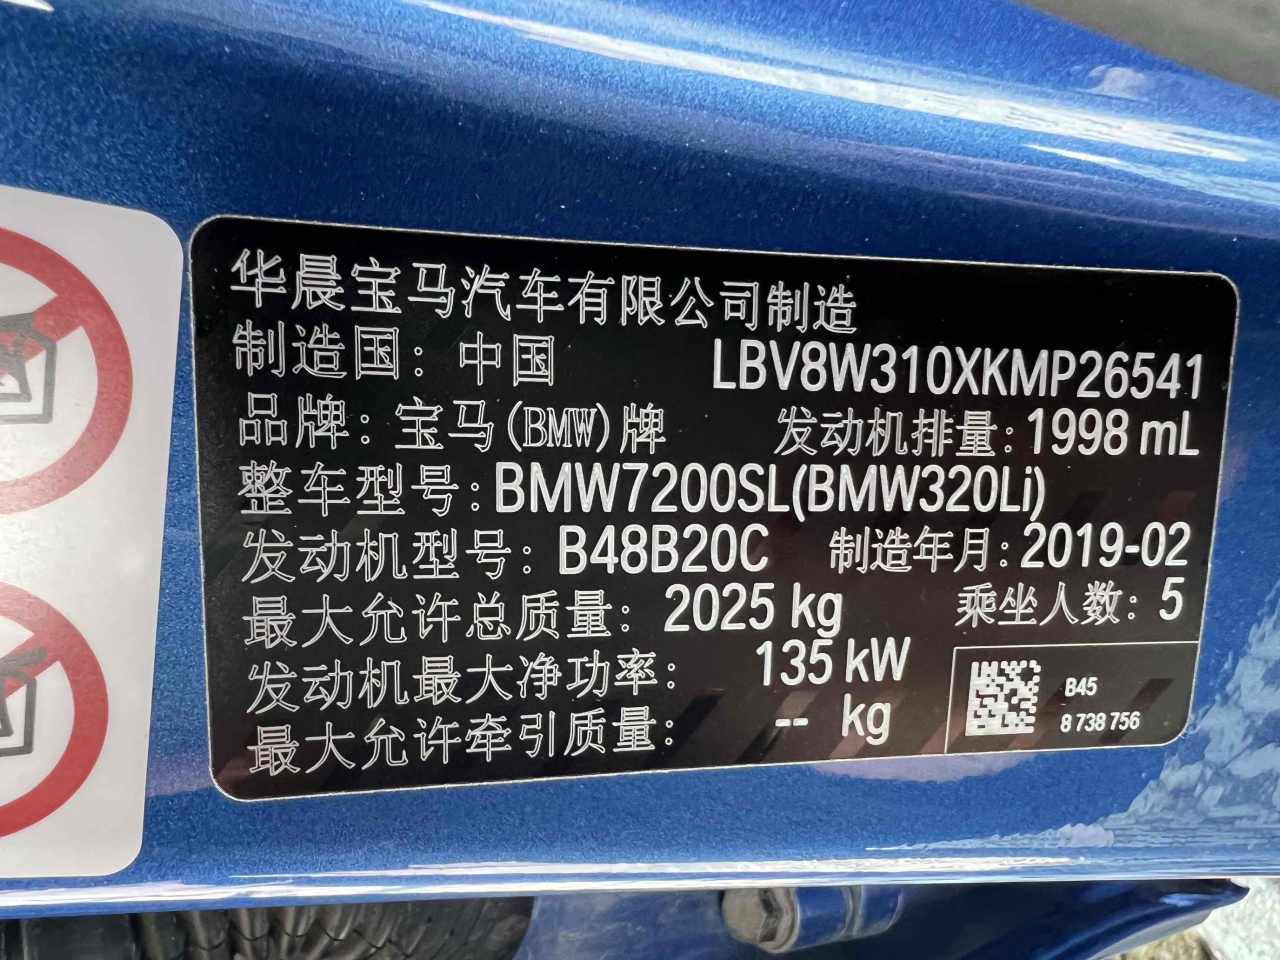 华晨宝马汽车有限公司制造
制造国：中国 LBV8W310XKMP26541
品牌：宝马(BMW)牌 发动机排量：1998 mL
整车型号：BMW7200SL(BMW320Li)
发动机型号：B48B20C 制造年月：2019-02
最大允许总质量：2025 kg 乘坐人数：5
发动机最大净功率：135 kW
最大允许牵引质量：-- kg
B45
8 738 756